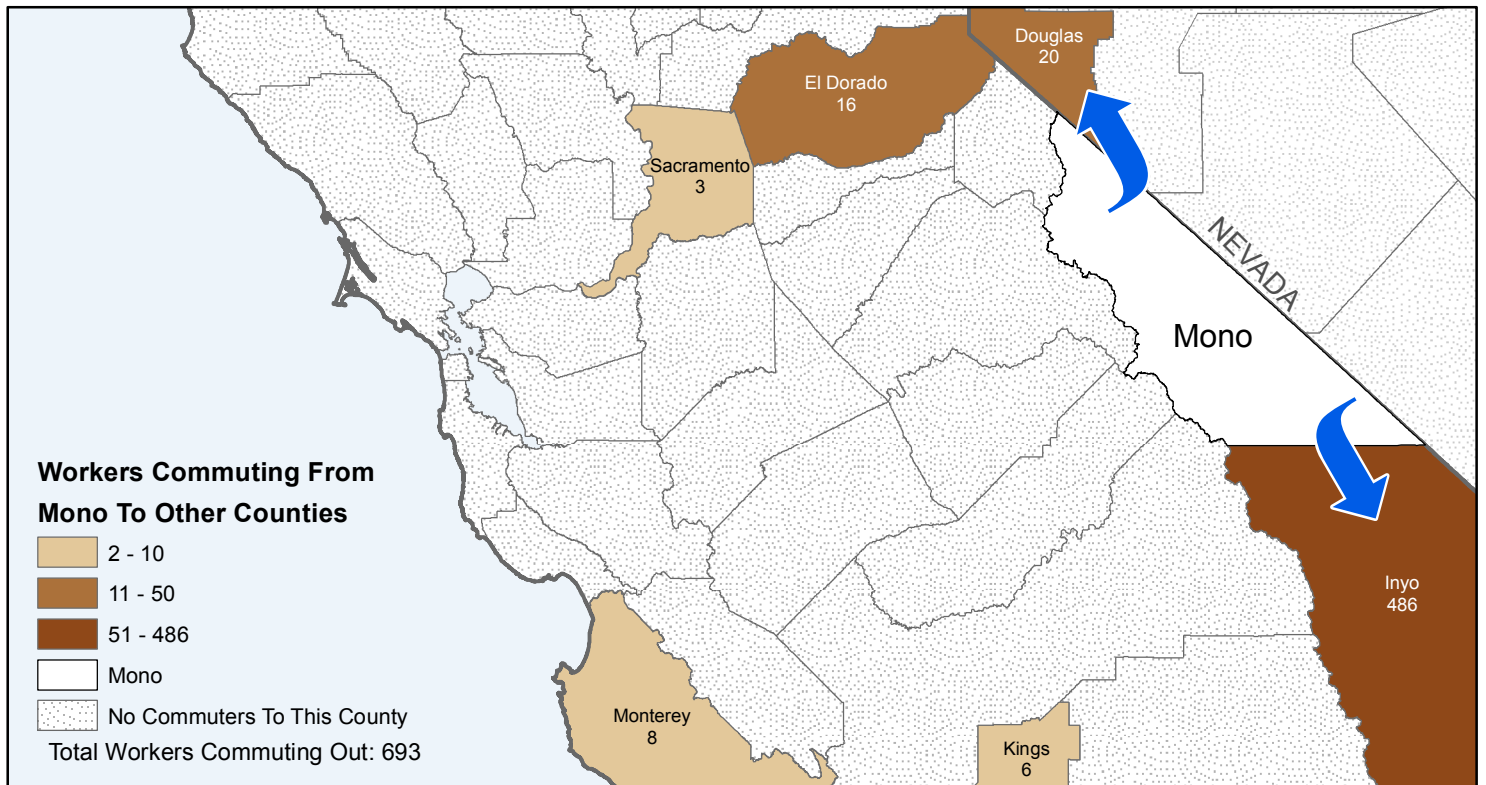 Douglas
20
El Dorado
16
Sacramento
3
NEVADA
Mono
Workers Commuting From
Mono To Other Counties
2 - 10
11 - 50
51 - 486
Mono
No Commuters To This County
Total Workers Commuting Out: 693
Inyo
486
Monterey
8
Kings
6